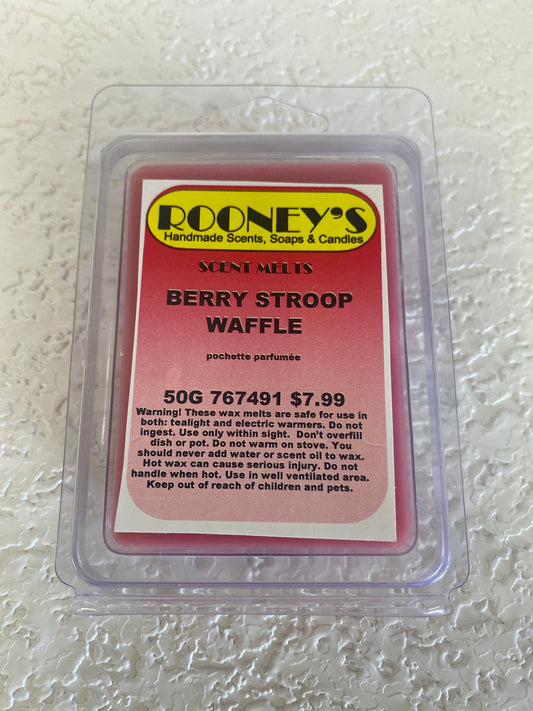 ROONEY'S
Handmade Scents, Soaps & Candles
SCENT MELTS
BERRY STROOP
WAFFLE
pochette parfumée
50G 767491 $7.99
Warning! These wax melts are safe for use in
both: tealight and electric warmers. Do not
ingest. Use only within sight. Don't overfill
dish or pot. Do not warm on stove. You
should never add water or scent oil to wax.
Hot wax can cause serious injury. Do not
handle when hot. Use in well ventilated area.
Keep out of reach of children and pets.